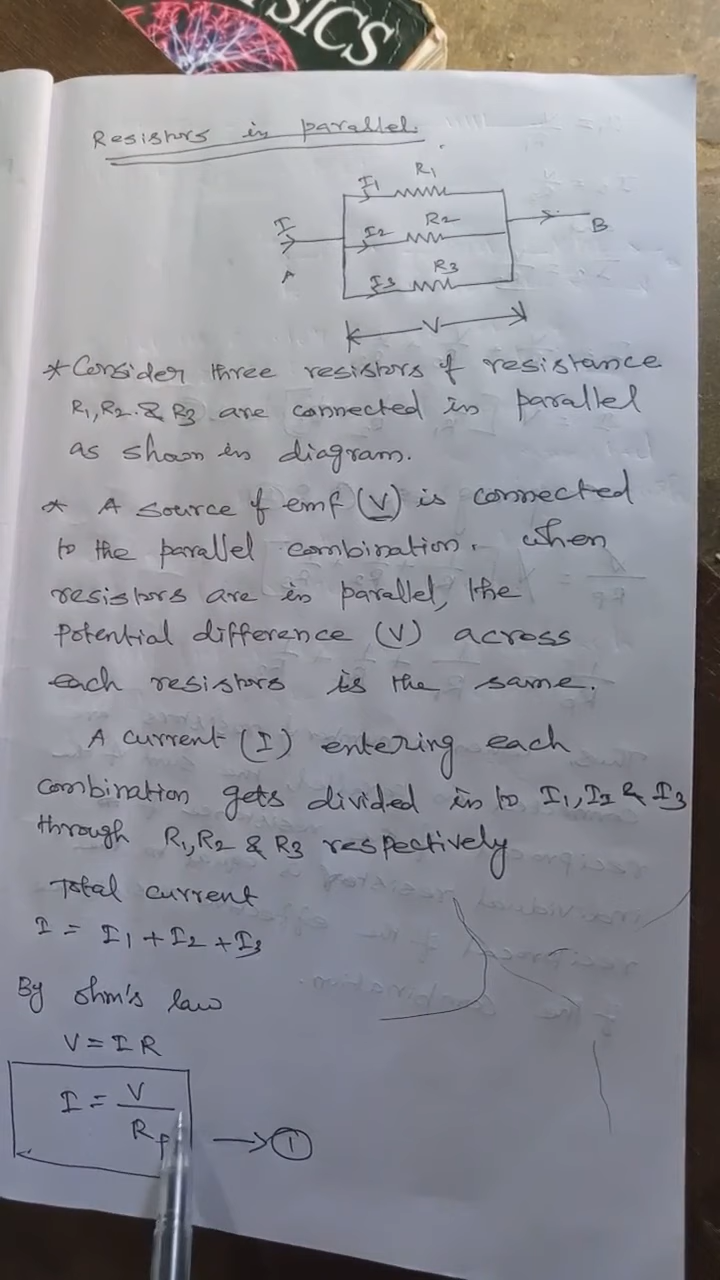 SICS
Resistors in parallel.
R1
I1
I
I2
R2
B
A
I3
R3
V
* Consider three resistors of resistance
R1, R2 & R3 are connected in parallel
as shown in diagram.
* A source of emf (V) is connected
to the parallel combination. when
resistors are in parallel, the
Potential difference (V) across
each resistors is the same.
A current (I) entering each
combination gets divided in to I1, I2 & I3
through R1, R2 & R3 respectively
Total current
I = I1 + I2 + I3
By ohm's law
V = I R
I = V
Rp
→ 1